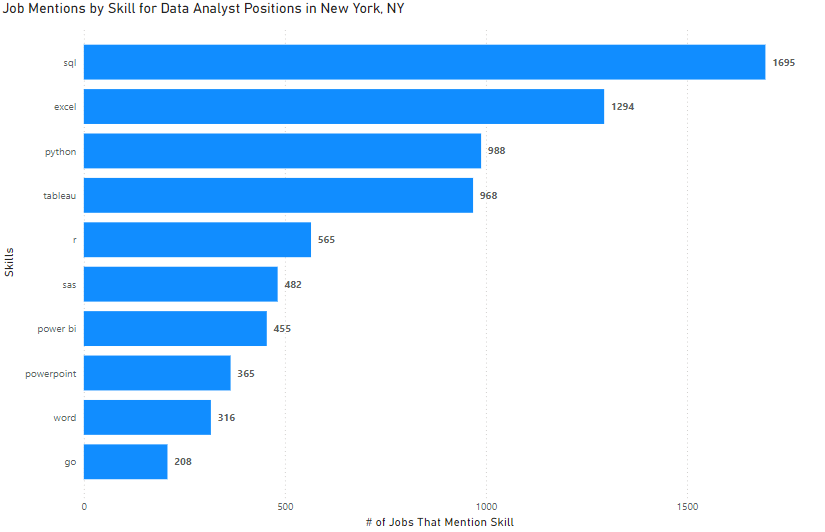 Job Mentions by Skill for Data Analyst Positions in New York, NY
Skills
sql 1695
excel 1294
python 988
tableau 968
r 565
sas 482
power bi 455
powerpoint 365
word 316
go 208
0 500 1000 1500
# of Jobs That Mention Skill